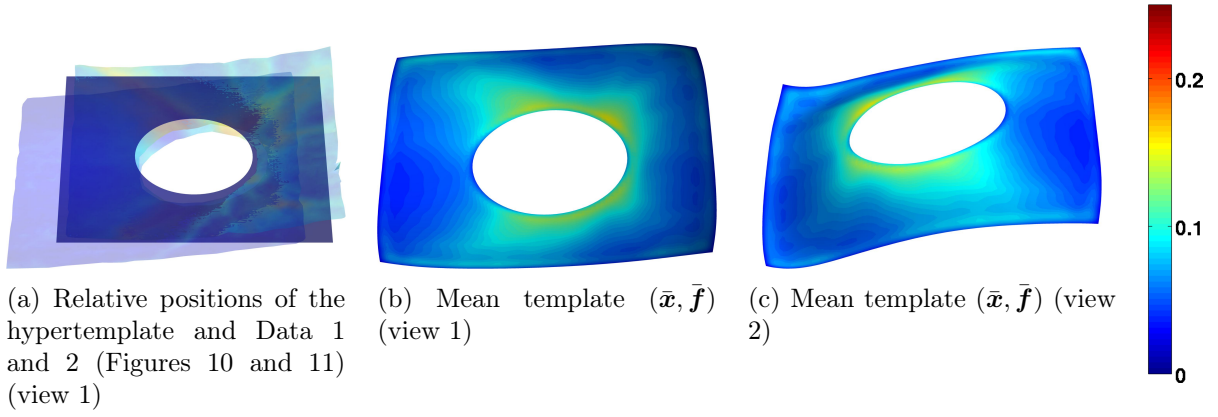 (a) Relative positions of the
hypertemplate and Data 1
and 2 (Figures 10 and 11)
(view 1)
(b) Mean template (x̄, f̄)
(view 1)
(c) Mean template (x̄, f̄) (view
2)
0.2
0.1
0